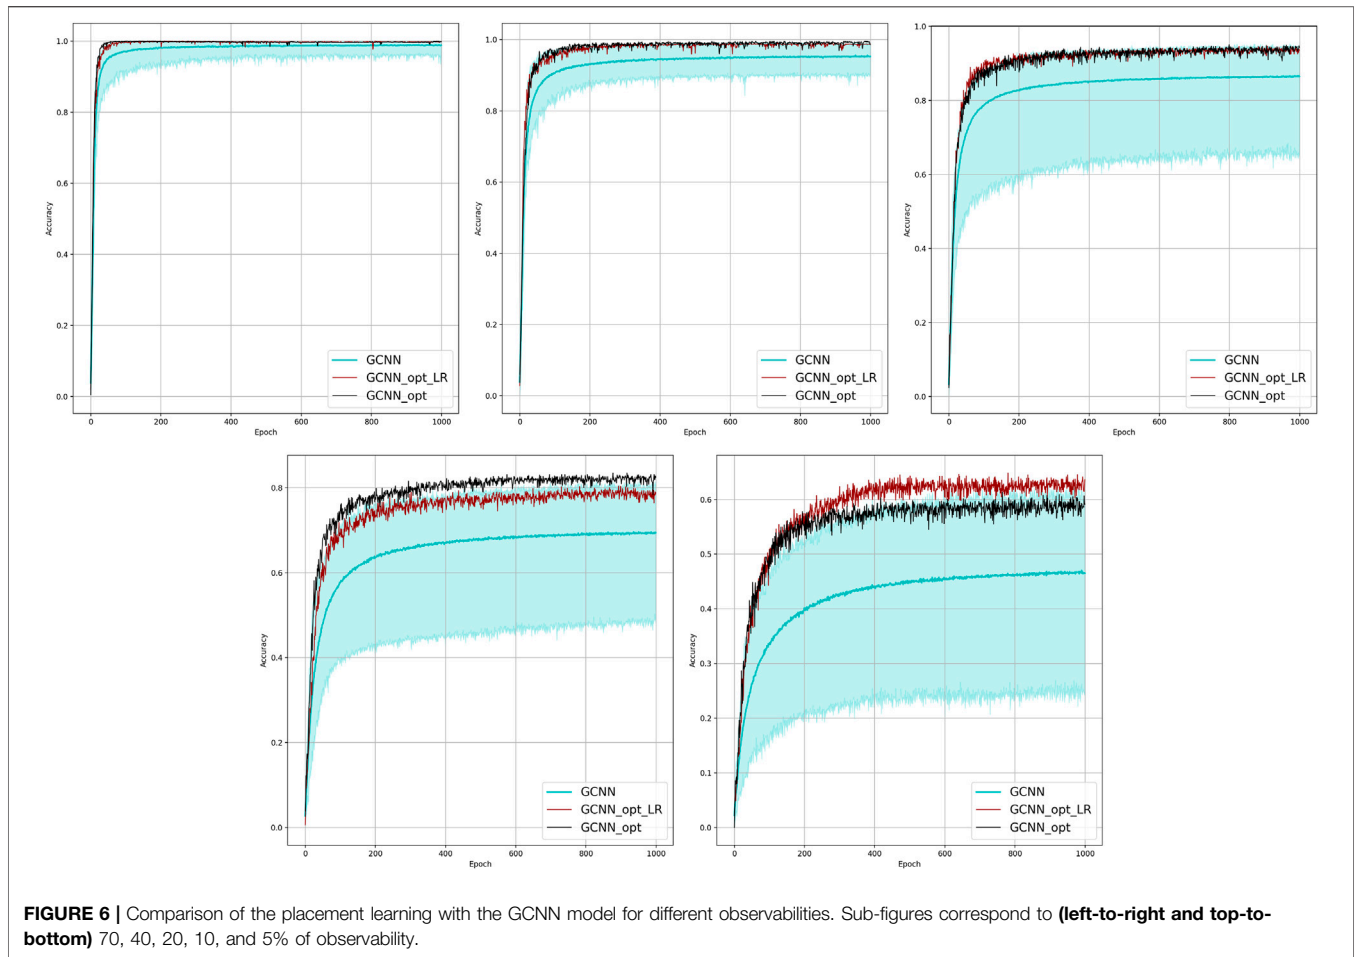 1.0
0.8
0.6
0.4
0.2
0.0
Accuracy
0
200
400
600
800
1000
Epoch
GCNN
GCNN_opt_LR
GCNN_opt
1.0
0.8
0.6
0.4
0.2
0.0
Accuracy
0
200
400
600
800
1000
Epoch
GCNN
GCNN_opt_LR
GCNN_opt
1.0
0.8
0.6
0.4
0.2
0.0
Accuracy
0
200
400
600
800
1000
Epoch
GCNN
GCNN_opt_LR
GCNN_opt
0.8
0.6
0.4
0.2
0.0
Accuracy
0
200
400
600
800
1000
Epoch
GCNN
GCNN_opt_LR
GCNN_opt
0.6
0.5
0.4
0.3
0.2
0.1
0.0
Accuracy
0
200
400
600
800
1000
Epoch
GCNN
GCNN_opt_LR
GCNN_opt
FIGURE 6 | Comparison of the placement learning with the GCNN model for different observabilities. Sub-figures correspond to (left-to-right and top-to-
bottom) 70, 40, 20, 10, and 5% of observability.